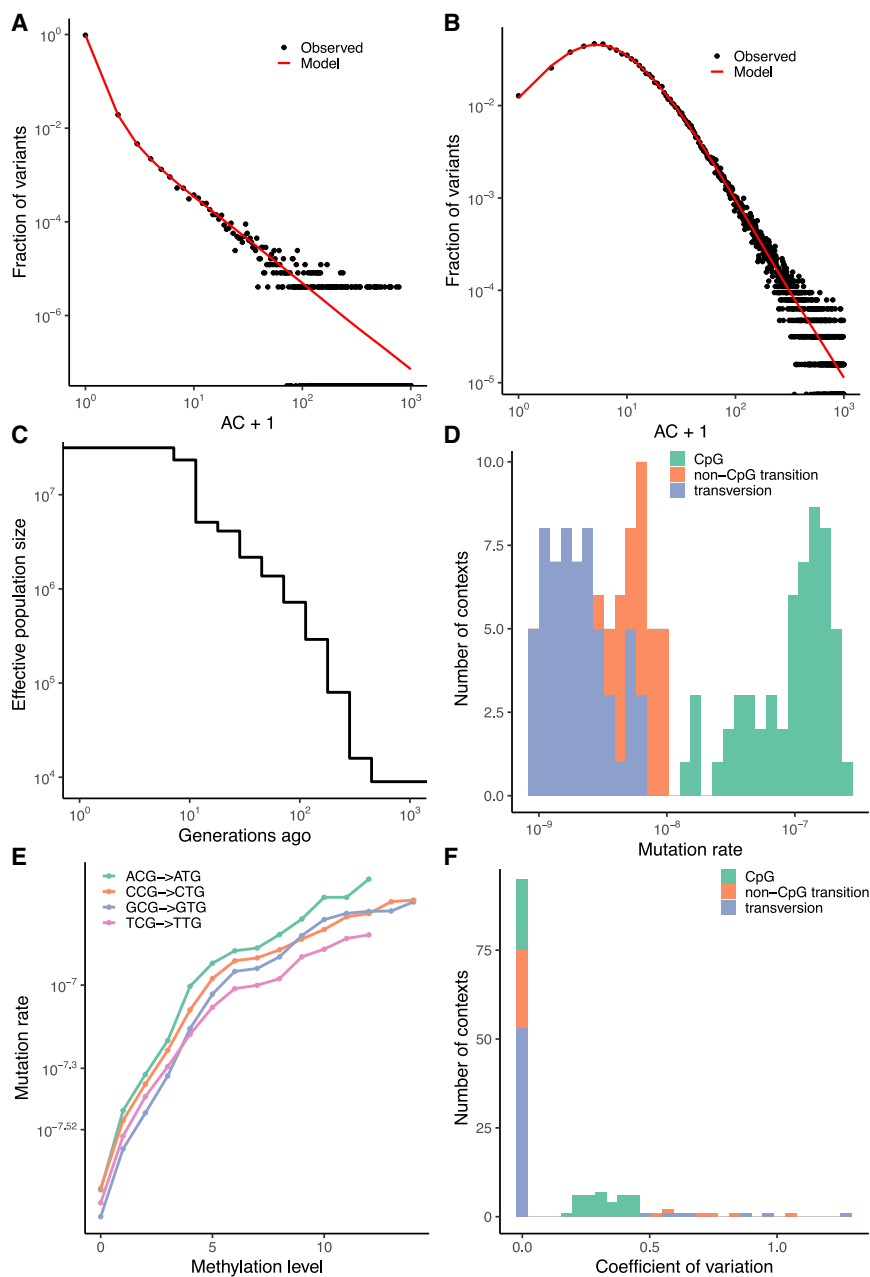 A
10^0
10^-2
10^-4
10^-6
Fraction of variants
Observed
Model
10^0
10^1
10^2
10^3
AC + 1
B
10^-2
10^-3
10^-4
10^-5
Fraction of variants
Observed
Model
10^0
10^1
10^2
10^3
AC + 1
C
10^7
10^6
10^5
10^4
Effective population size
10^0
10^1
10^2
10^3
Generations ago
D
CpG
non-CpG transition
transversion
10.0
7.5
5.0
2.5
0.0
Number of contexts
10^-9
10^-8
10^-7
Mutation rate
E
ACG->ATG
CCG->CTG
GCG->GTG
TCG->TTG
10^-7
10^-7.3
10^-7.52
Mutation rate
0
5
10
Methylation level
F
CpG
non-CpG transition
transversion
75
50
25
0
Number of contexts
0.0
0.5
1.0
Coefficient of variation